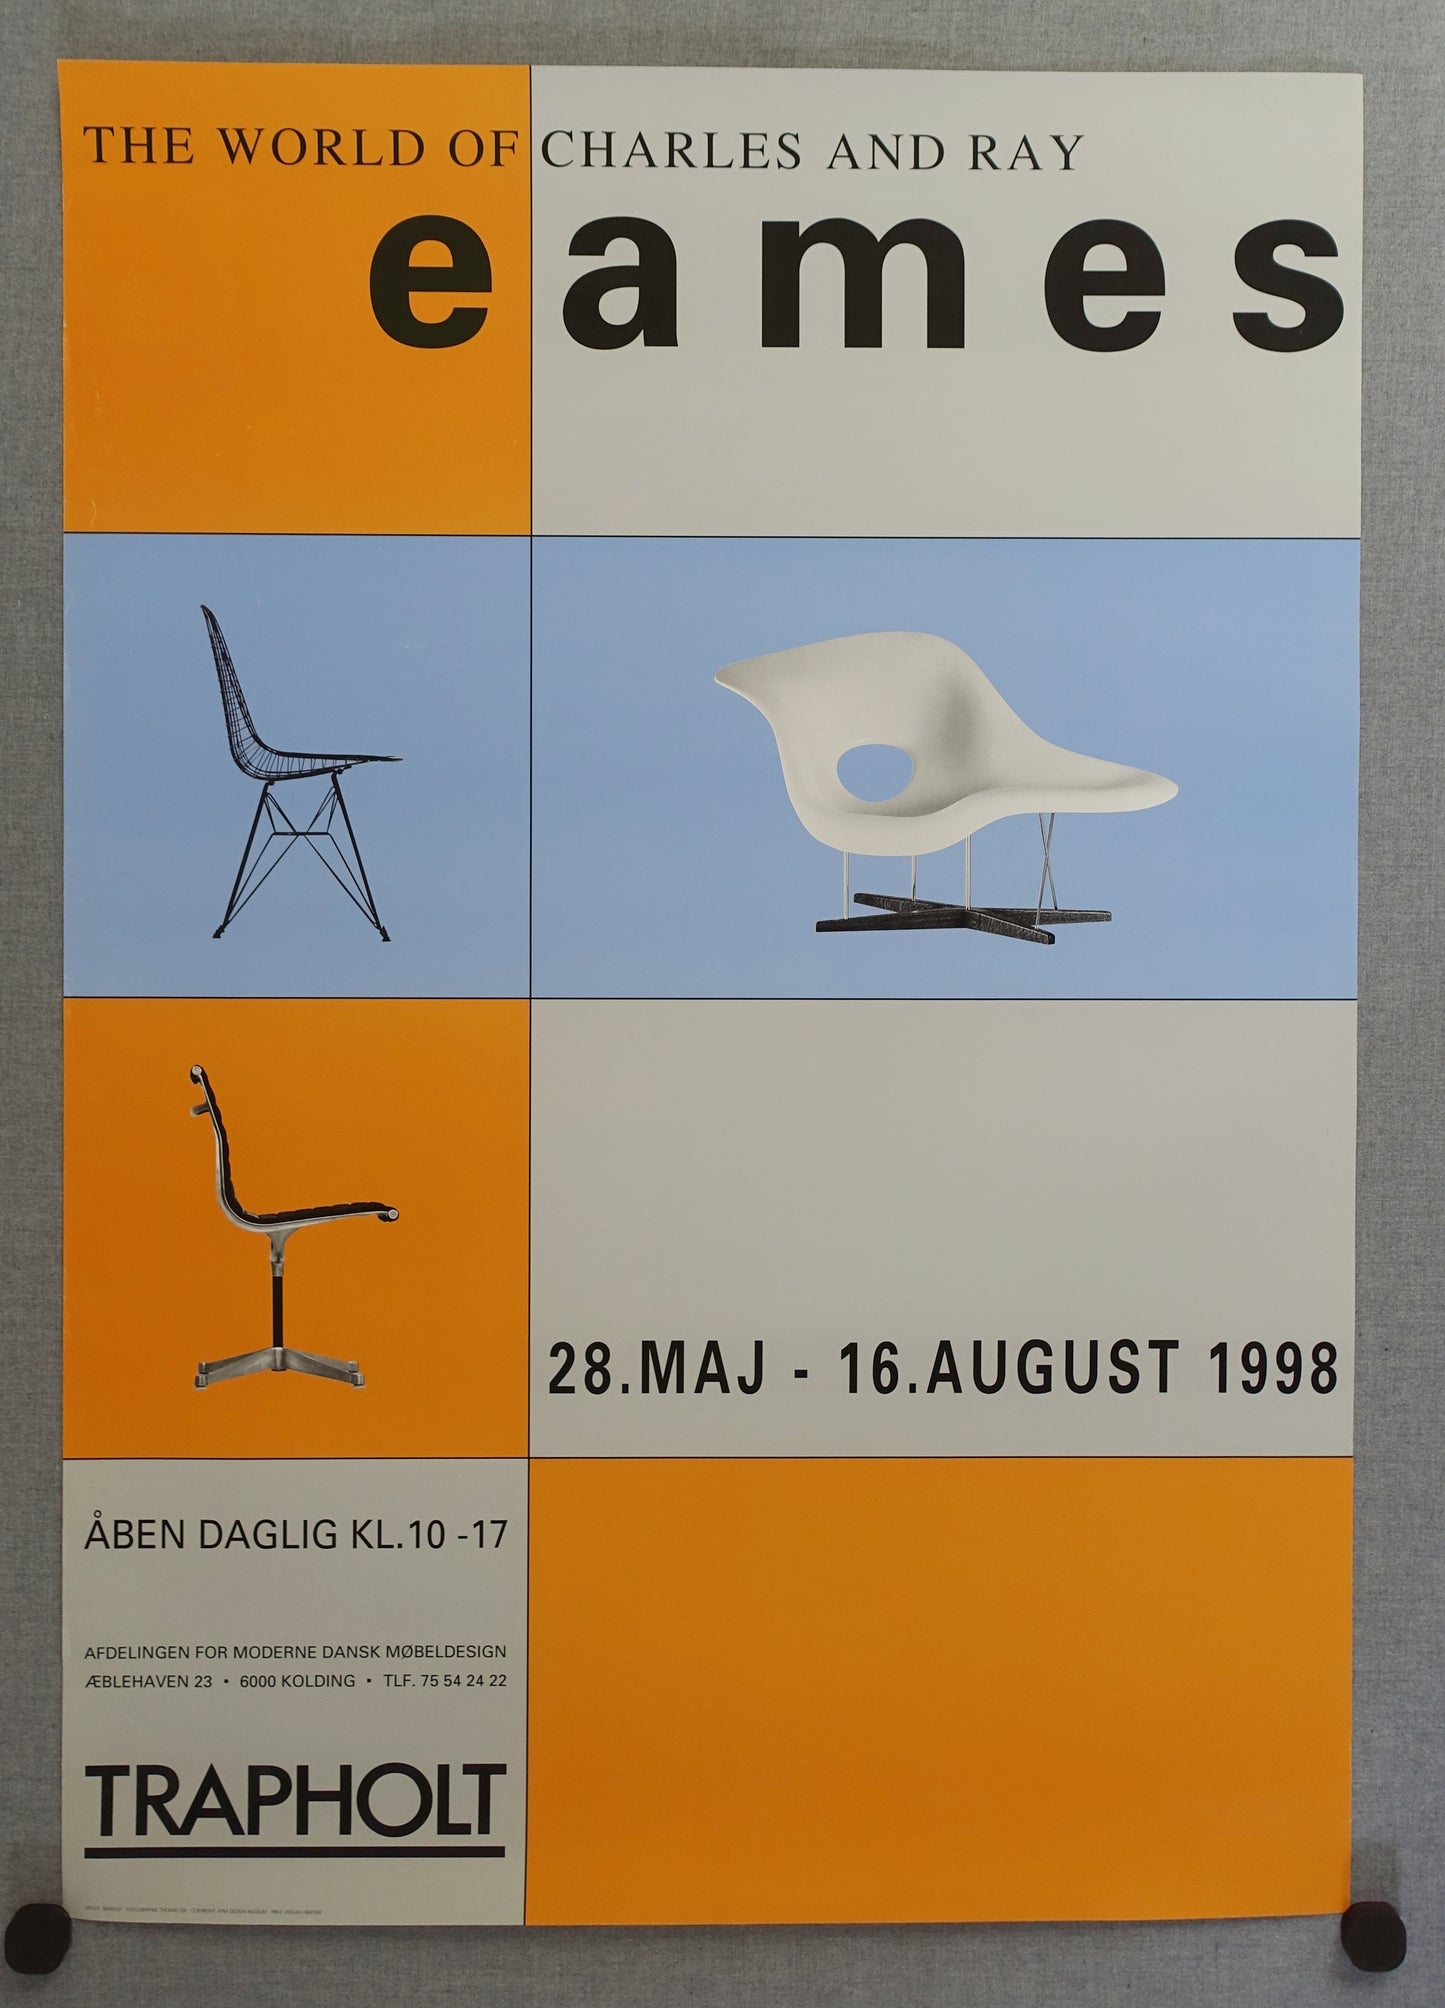 THE WORLD OF CHARLES AND RAY
eames
28.MAJ - 16.AUGUST 1998
ÅBEN DAGLIG KL.10 -17
AFDELINGEN FOR MODERNE DANSK MØBELDESIGN
ÆBLEHAVEN 23 ▪ 6000 KOLDING ▪ TLF. 75 54 24 22
TRAPHOLT